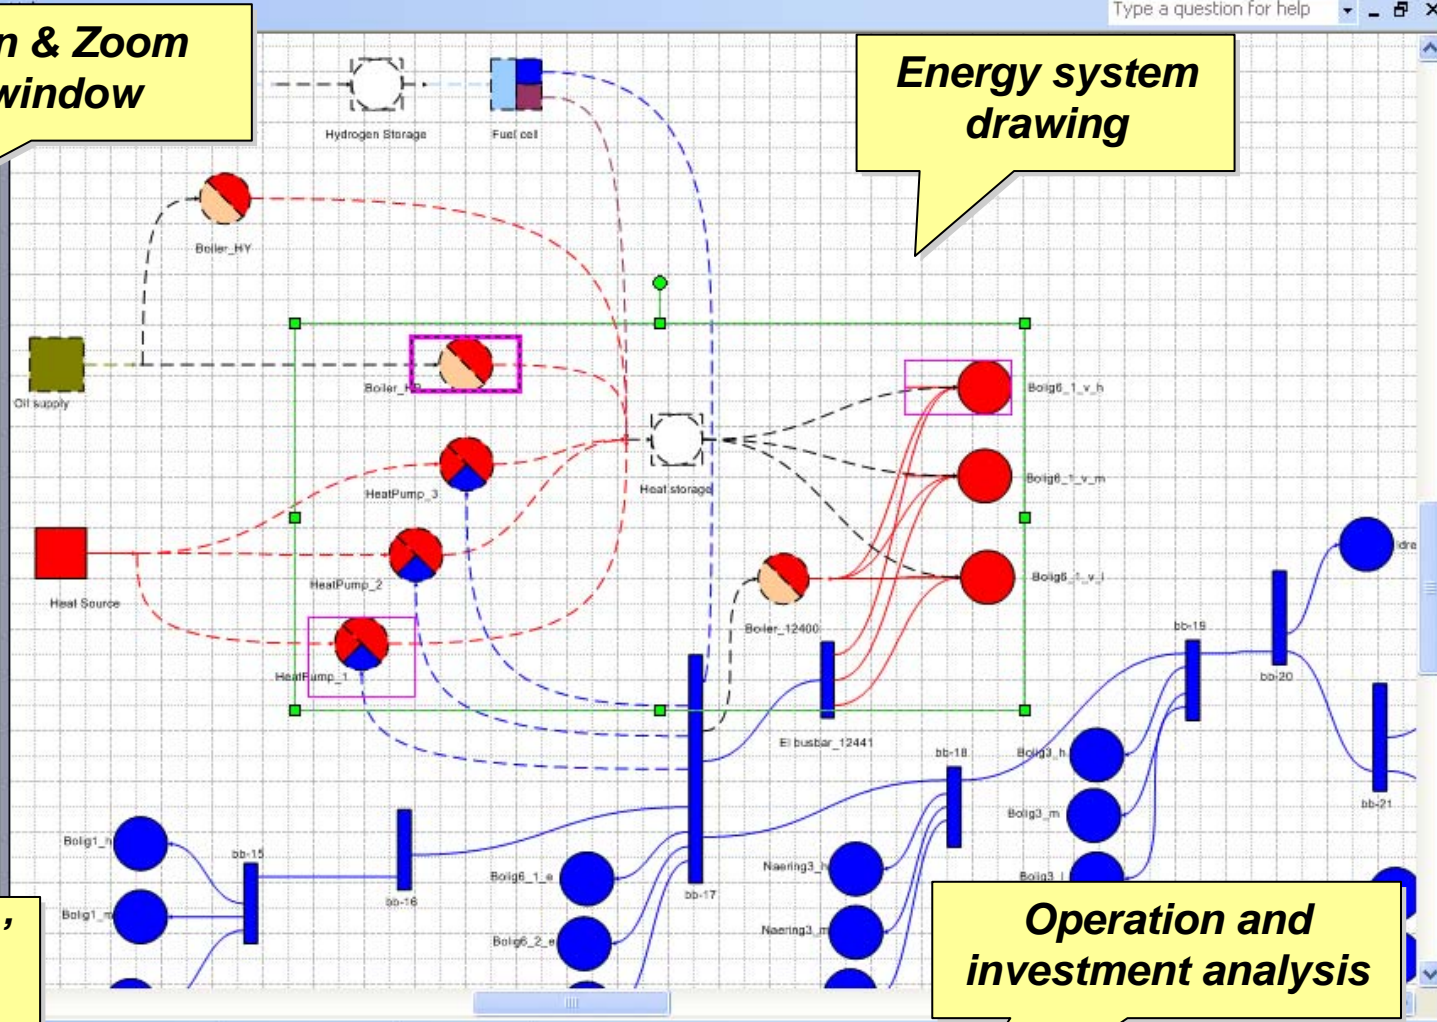 Type a question for help
n & Zoom
window
Energy system
drawing
Hydrogen Storage
Fuel cell
Boiler_HY
Oil supply
Boiler_HP
Bolig6_1_v_h
HeatPump_3
Heat storage
Bolig6_1_v_m
HeatPump_2
Bolig6_1_v_l
Heat Source
Boiler_12400
HeatPump_1
bb-19
bb-20
El busbar_12441
bb-18
Bolig3_h
bb-21
Bolig3_m
Bolig1_h
bb-15
Naering3_h
Bolig6_1_e
Bolig3_l
bb-16
bb-17
Bolig1_m
Naering3_m
Bolig6_2_e
,
Operation and
investment analysis